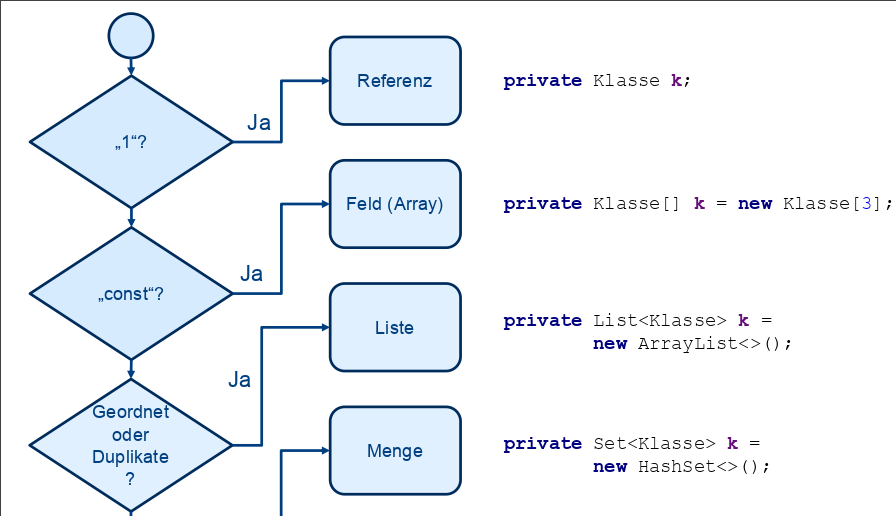 „1“?
Ja
Referenz
private Klasse k;
„const“?
Ja
Feld (Array)
private Klasse[] k = new Klasse[3];
Geordnet
oder
Duplikate
?
Ja
Liste
private List<Klasse> k =
new ArrayList<>();
Menge
private Set<Klasse> k =
new HashSet<>();